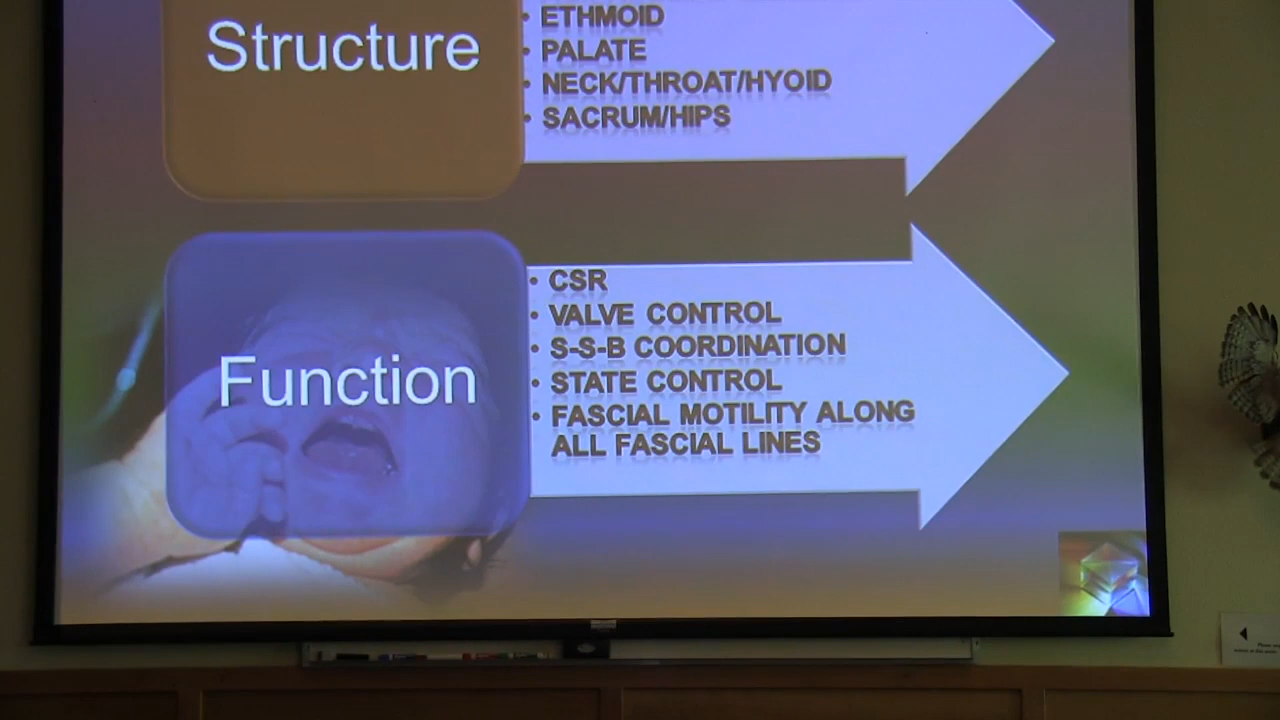 Structure
• ETHMOID
• PALATE
• NECK/THROAT/HYOID
• SACRUM/HIPS
Function
• CSR
• VALVE CONTROL
• S-S-B COORDINATION
• STATE CONTROL
• FASCIAL MOTILITY ALONG
ALL FASCIAL LINES